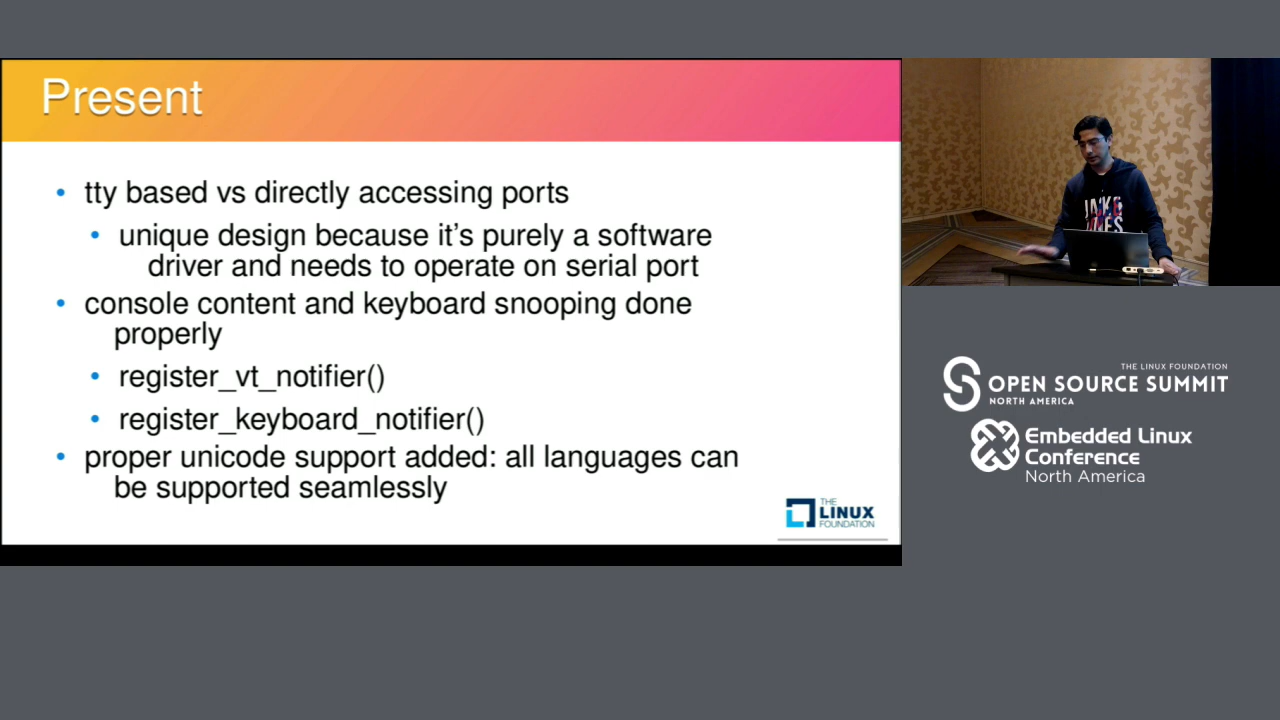 Present
tty based vs directly accessing ports
unique design because it's purely a software
driver and needs to operate on serial port
console content and keyboard snooping done
properly
register_vt_notifier()
register_keyboard_notifier()
proper unicode support added: all languages can
be supported seamlessly
THE
LINUX
FOUNDATION
THE LINUX FOUNDATION
OPEN SOURCE SUMMIT
NORTH AMERICA
Embedded Linux
Conference
North America